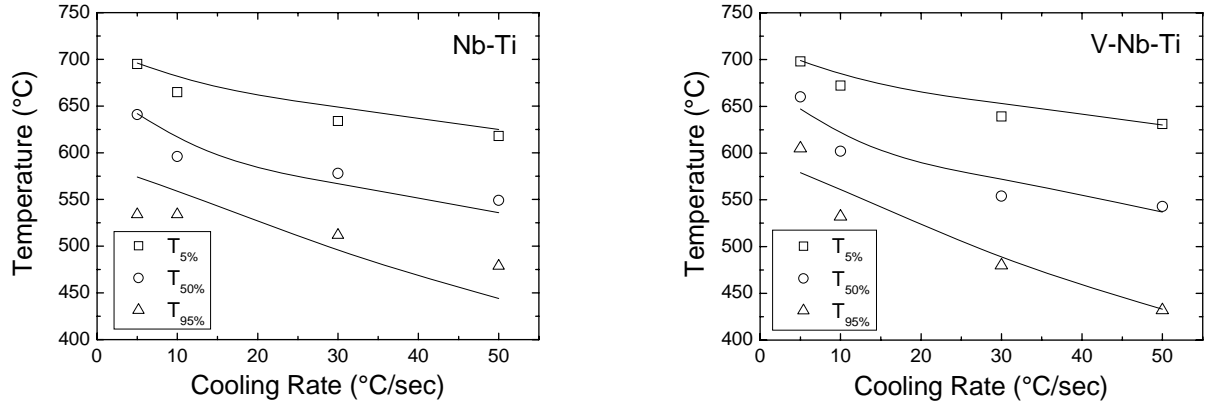 750
700
650
600
550
500
450
400
Temperature (°C)
Nb-Ti
T5%
T50%
T95%
0 10 20 30 40 50
Cooling Rate (°C/sec)
750
700
650
600
550
500
450
400
Temperature (°C)
V-Nb-Ti
T5%
T50%
T95%
0 10 20 30 40 50
Cooling Rate (°C/sec)